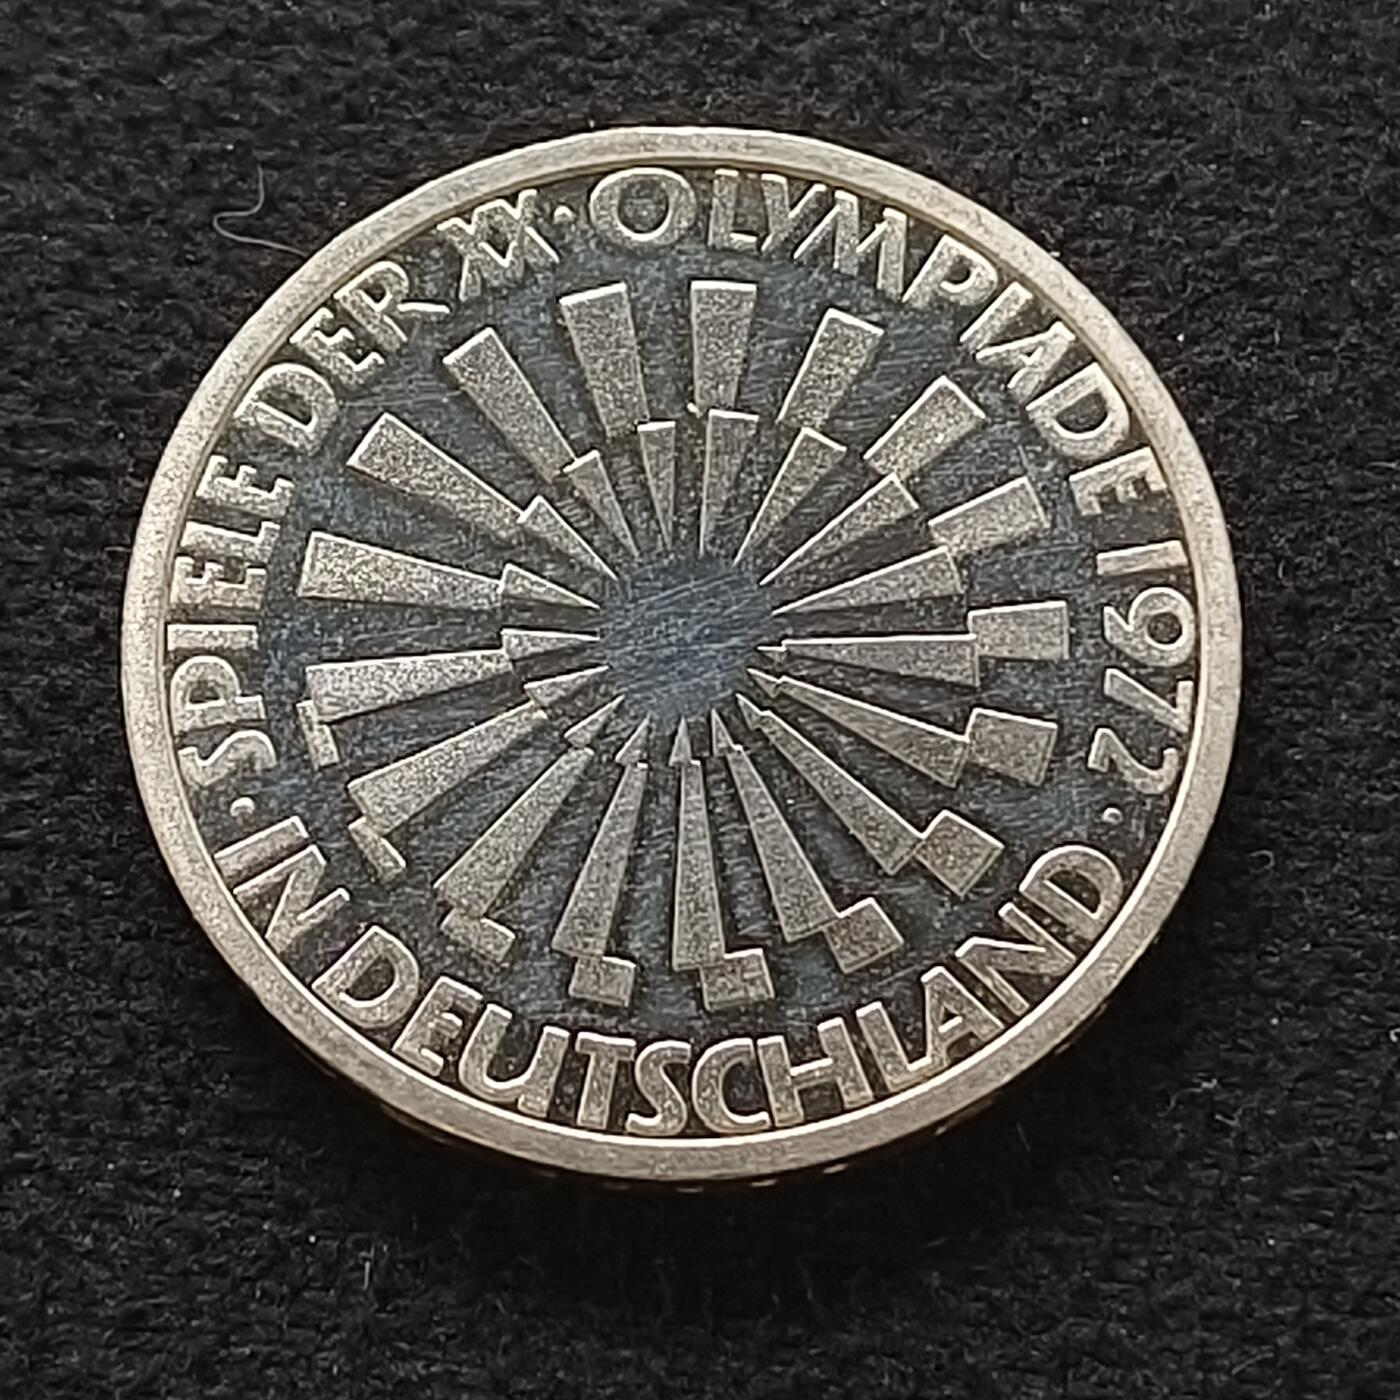 SPIELE DER XX · OLYMPIADE 1972 ·
IN DEUTSCHLAND ·